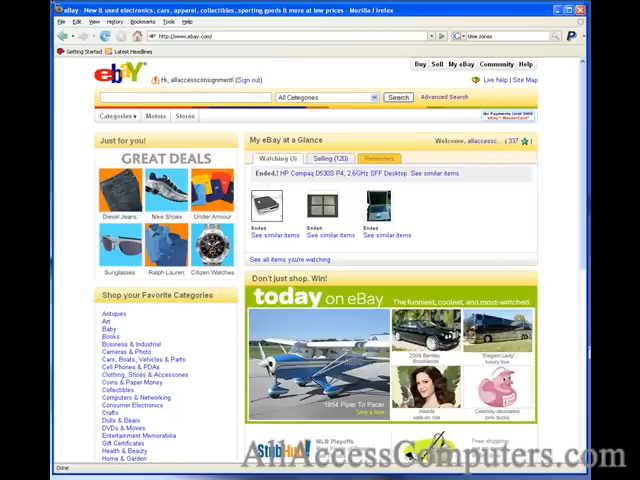 eBay - New & used electronics, cars, apparel, collectibles, sporting goods & more at low prices - Mozilla Firefox
File Edit View History Bookmarks Tools Help
http://www.ebay.com/
time zones
Getting Started Latest Headlines
Buy Sell My eBay Community Help
ebay
Hi, allaccessconsignment! (Sign out)
Live help | Site Map
All Categories Search Advanced Search
Categories Motors Stores
No Payments Until 2009
eBay MasterCard
Just for you!
GREAT DEALS
Diesel Jeans Nike Shoes Under Armour
Sunglasses Ralph Lauren Citizen Watches
My eBay at a Glance
Welcome, allaccessc... (337
Watching (3) Selling (120) Reminders
Ended! HP Compaq D530S P4, 2.6GHz SFF Desktop. See similar items
Ended Ended Ended
See similar items See similar items See similar items
See all items you're watching
Shop your Favorite Categories
Antiques
Art
Baby
Books
Business & Industrial
Cameras & Photo
Cars, Boats, Vehicles & Parts
Cell Phones & PDAs
Clothing, Shoes & Accessories
Coins & Paper Money
Collectibles
Computers & Networking
Consumer Electronics
Crafts
Dolls & Bears
DVDs & Movies
Entertainment Memorabilia
Gift Certificates
Health & Beauty
Home & Garden
Don't just shop. Win!
today on eBay
The funniest, coolest, and most-watched.
1954 Piper Tri Pacer
Take a look
Bentley
Brooklands
"Elegant Lady"
luxury bus
Weeds
walk-on role
Celebrity-decorated
pink ducks
StubHub!
MLB Playoffs
Free shipping
AllAccessComputers.com
Done